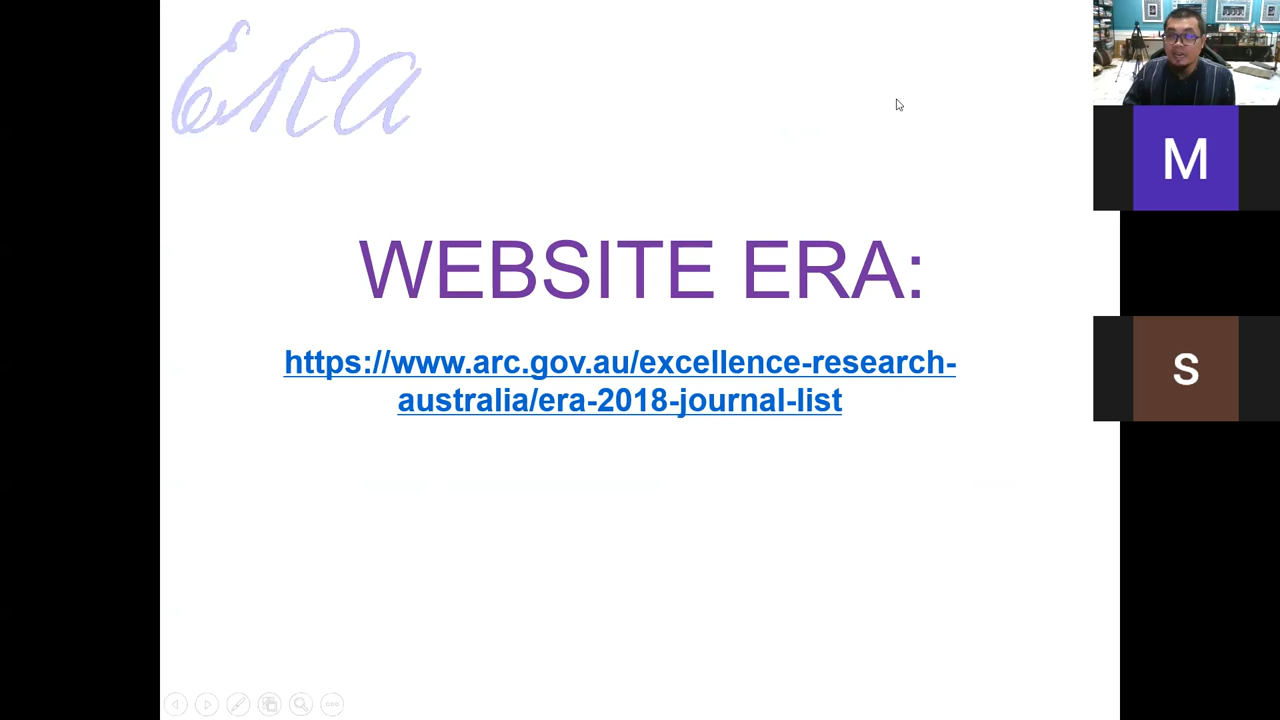 ERA
M
WEBSITE ERA:
https://www.arc.gov.au/excellence-research-
australia/era-2018-journal-list
S